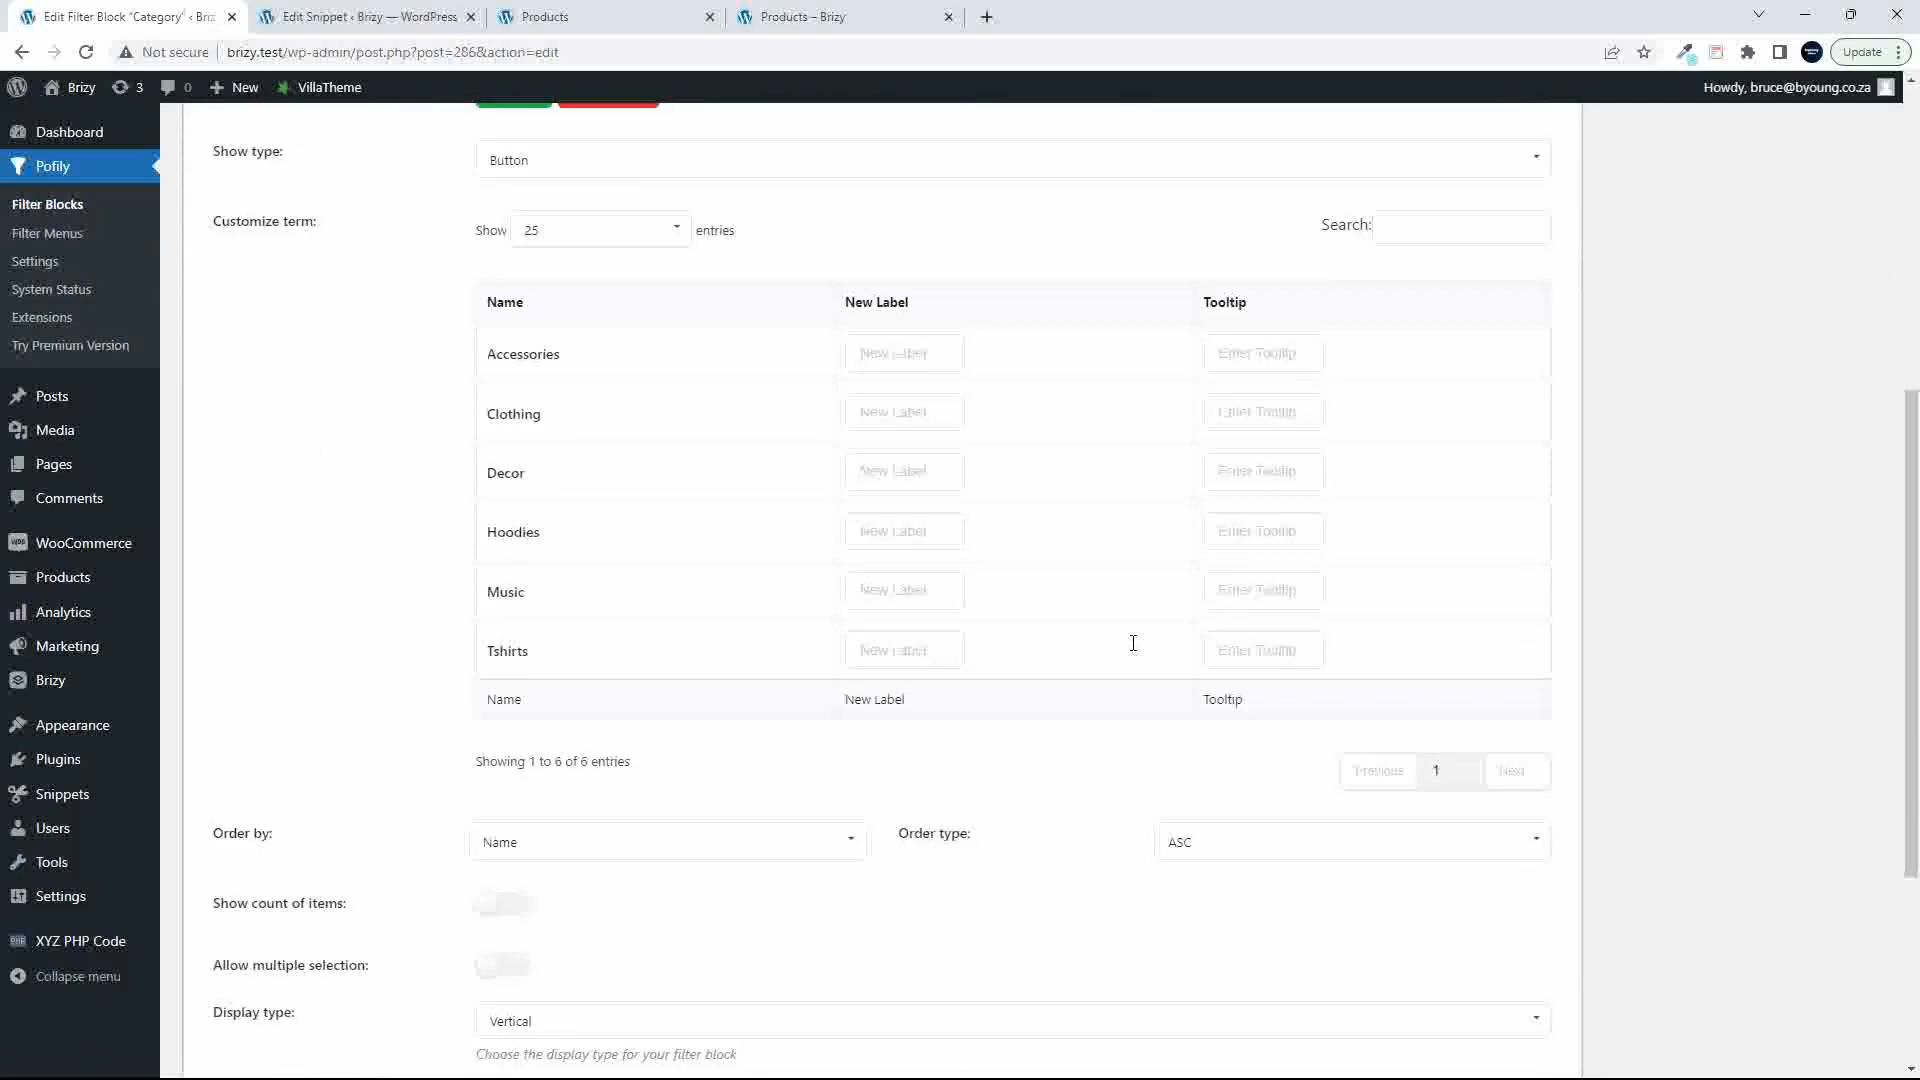 Edit Filter Block "Category" ‹ Briz
Edit Snippet ‹ Brizy — WordPress
Products
Products – Brizy
Not secure
brizy.test/wp-admin/post.php?post=286&action=edit
Update
Brizy
3
0
New
VillaTheme
Howdy, bruce@byoung.co.za
Dashboard
Pofily
Filter Blocks
Filter Menus
Settings
System Status
Extensions
Try Premium Version
Posts
Media
Pages
Comments
WooCommerce
Products
Analytics
Marketing
Brizy
Appearance
Plugins
Snippets
Users
Tools
Settings
XYZ PHP Code
Collapse menu
Show type:
Button
Customize term:
Show 25 entries
Search:
Name New Label Tooltip
Accessories New Label Enter Tooltip
Clothing New Label Enter Tooltip
Decor New Label Enter Tooltip
Hoodies New Label Enter Tooltip
Music New Label Enter Tooltip
Tshirts New Label Enter Tooltip
Name New Label Tooltip
Showing 1 to 6 of 6 entries
Previous 1 Next
Order by:
Name
Order type:
ASC
Show count of items:
Allow multiple selection:
Display type:
Vertical
Choose the display type for your filter block